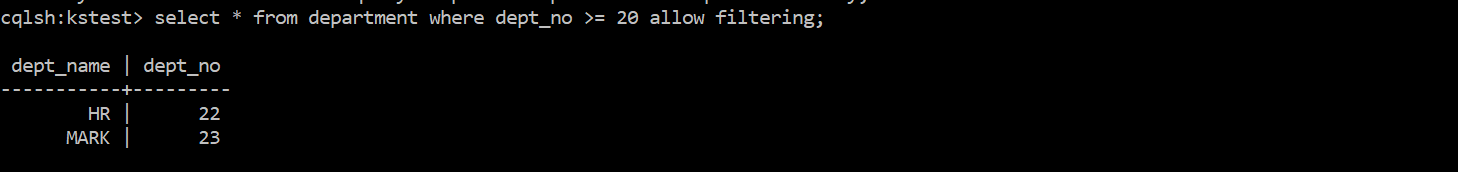 cqlsh:kstest> select * from department where dept_no >= 20 allow filtering;
 dept_name | dept_no
-----------+---------
        HR |      22
      MARK |      23